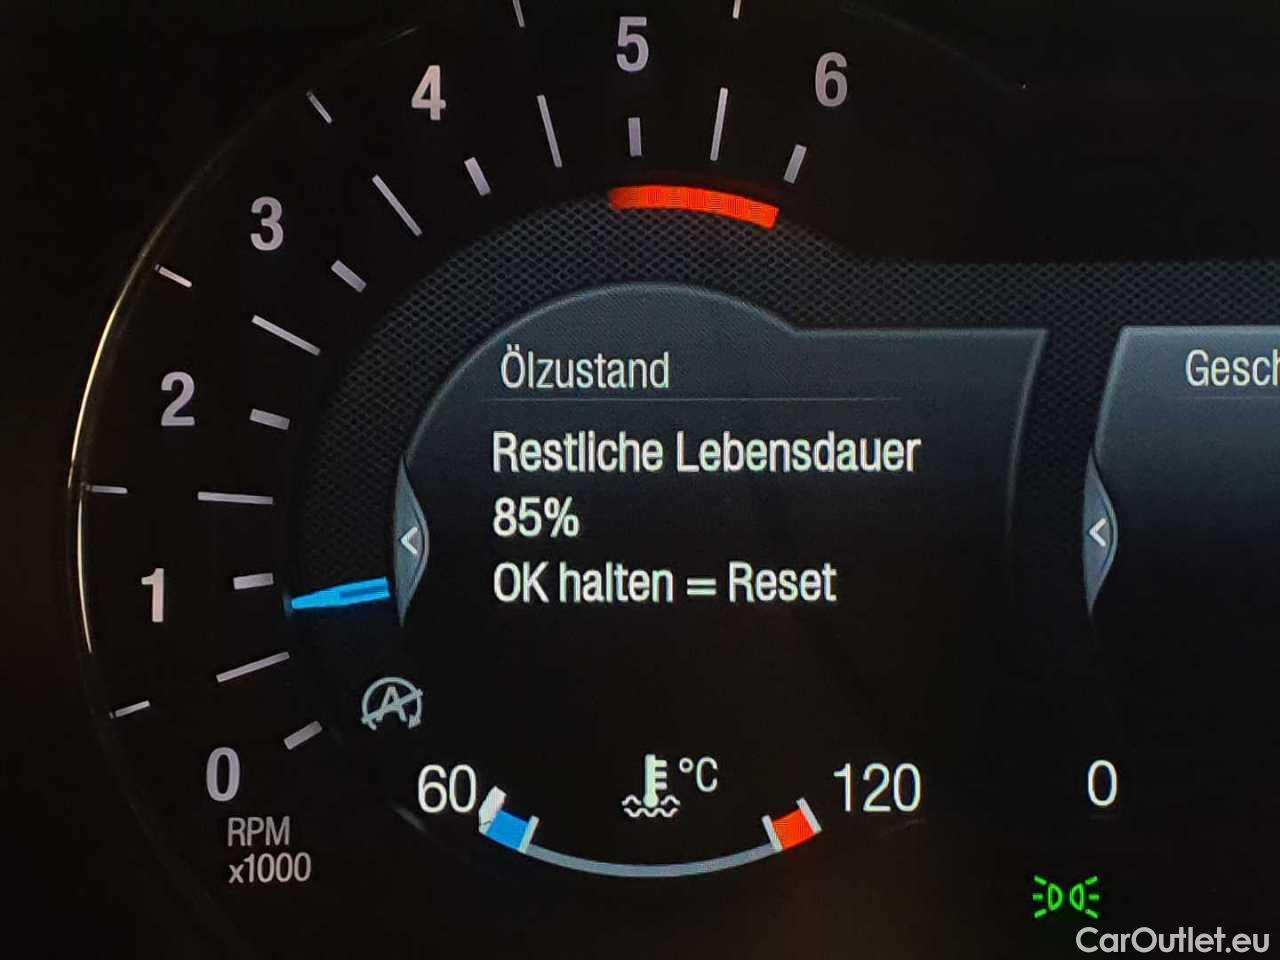 5
4
6
3
2
1
0
RPM
x1000
Ölzustand
Restliche Lebensdauer
85%
OK halten = Reset
A
60
°C
120
Gesch
0
CarOutlet.eu